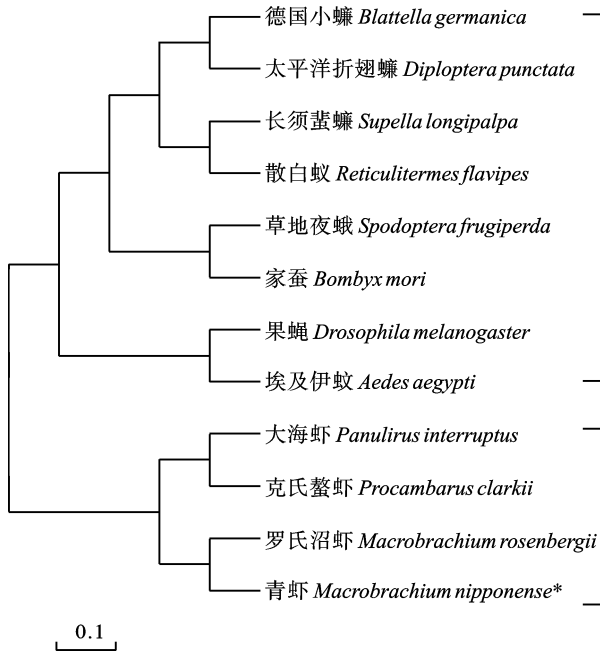 德国小蠊 Blattella germanica
太平洋折翅蠊 Diploptera punctata
长须蜚蠊 Supella longipalpa
散白蚁 Reticulitermes flavipes
草地夜蛾 Spodoptera frugiperda
家蚕 Bombyx mori
果蝇 Drosophila melanogaster
埃及伊蚊 Aedes aegypti
大海虾 Panulirus interruptus
克氏螯虾 Procambarus clarkii
罗氏沼虾 Macrobrachium rosenbergii
青虾 Macrobrachium nipponense*
0.1